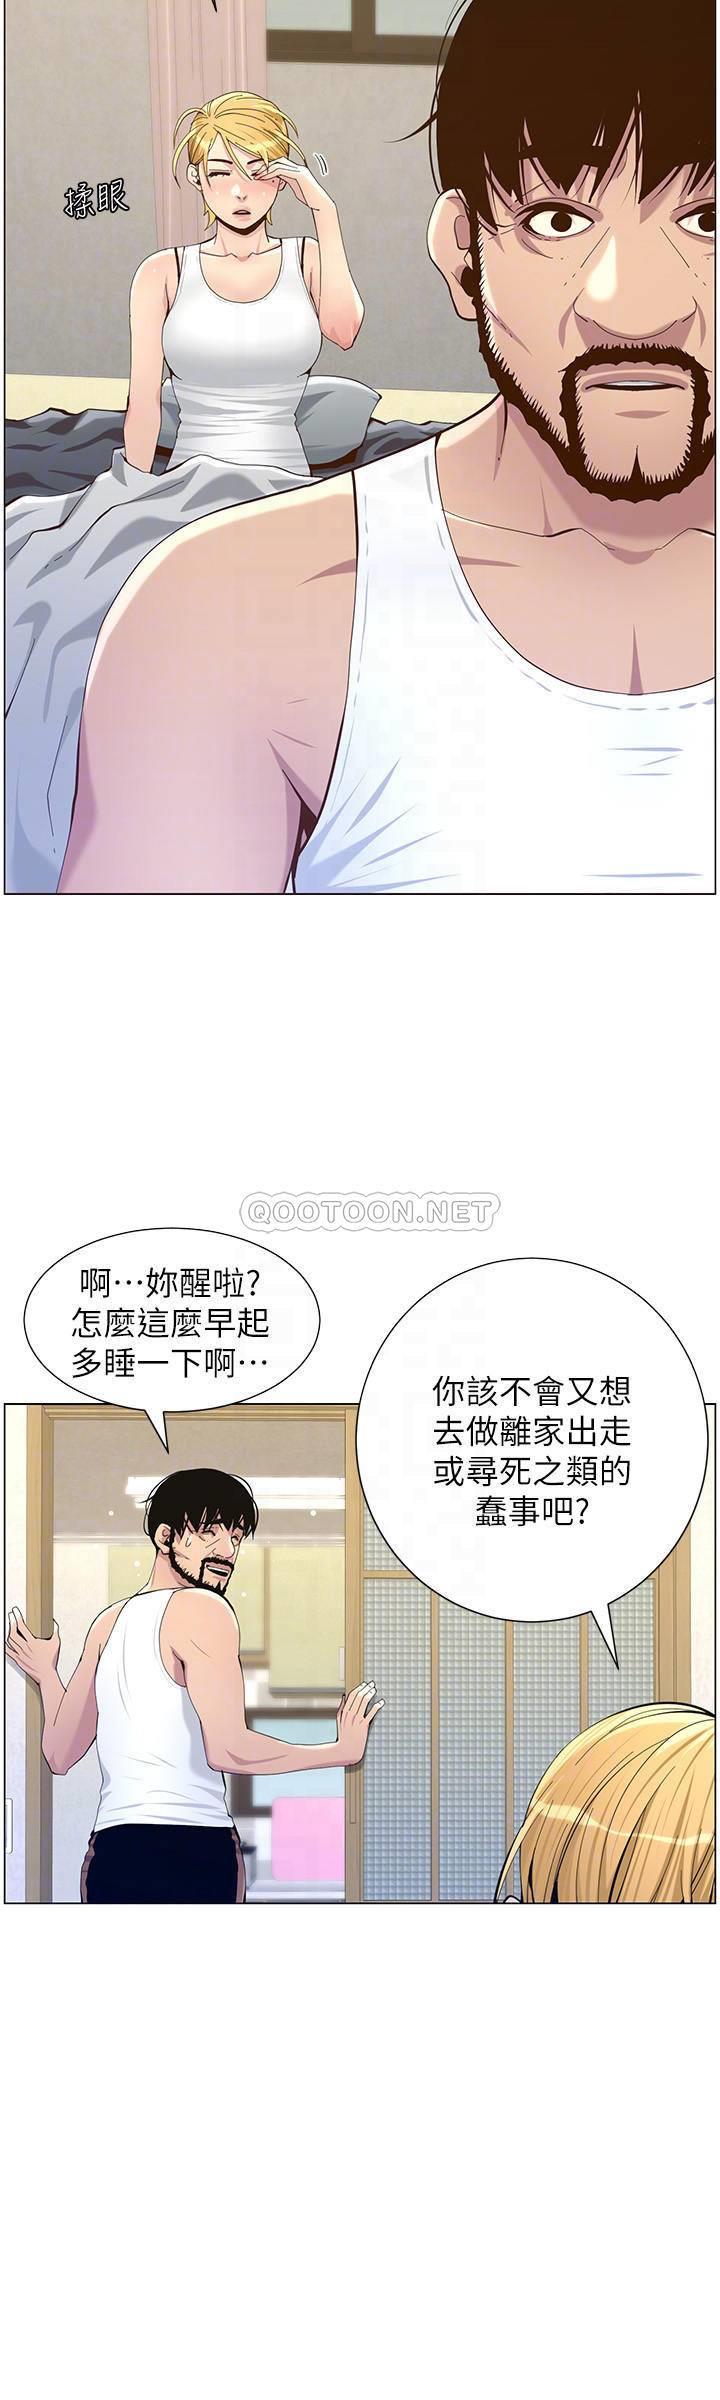 揉眼
QOOTOON.NET
啊⋯妳醒啦?
怎麼這麼早起
多睡一下啊⋯
你該不會又想
去做離家出走
或尋死之類的
蠢事吧?